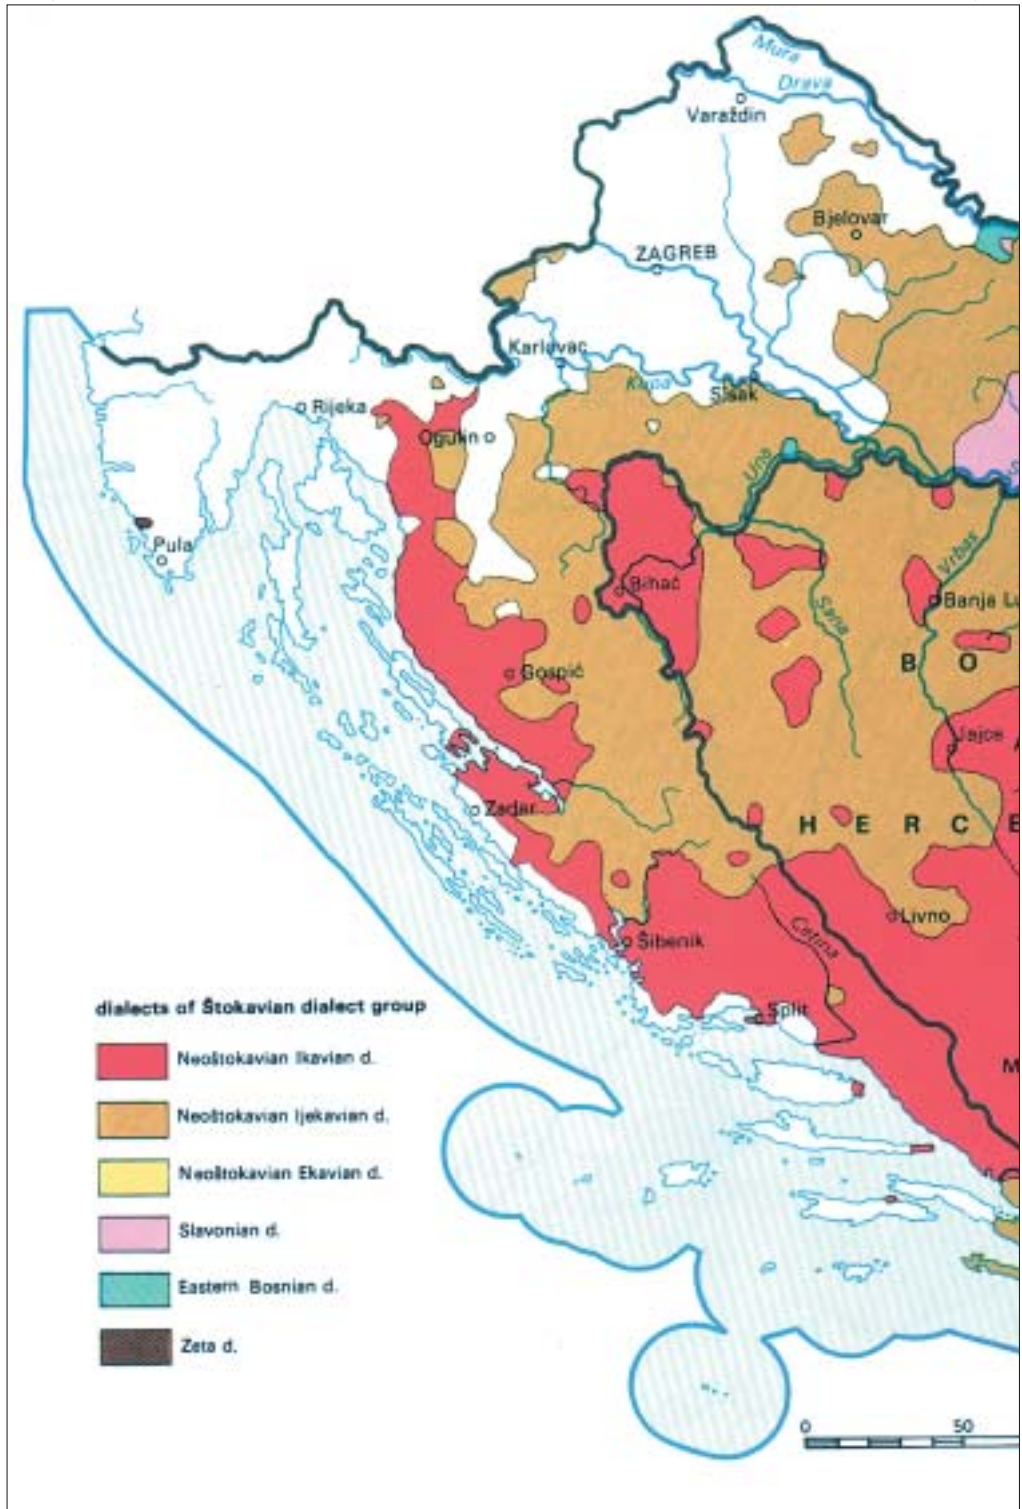 Mura
Drava
Varaždin
Bjelovar
ZAGREB
Karlovac
Kupa
Sisak
Rijeka
Ogulin
Una
Pula
Vrbas
Bihać
Sana
Banja Lu
B O
Gospić
Jajce
Zadar
H E R C E
Livno
Cetina
Šibenik
Split
M
dialects of Štokavian dialect group
Neoštokavian Ikavian d.
Neoštokavian Ijekavian d.
Neoštokavian Ekavian d.
Slavonian d.
Eastern Bosnian d.
Zeta d.
0 50